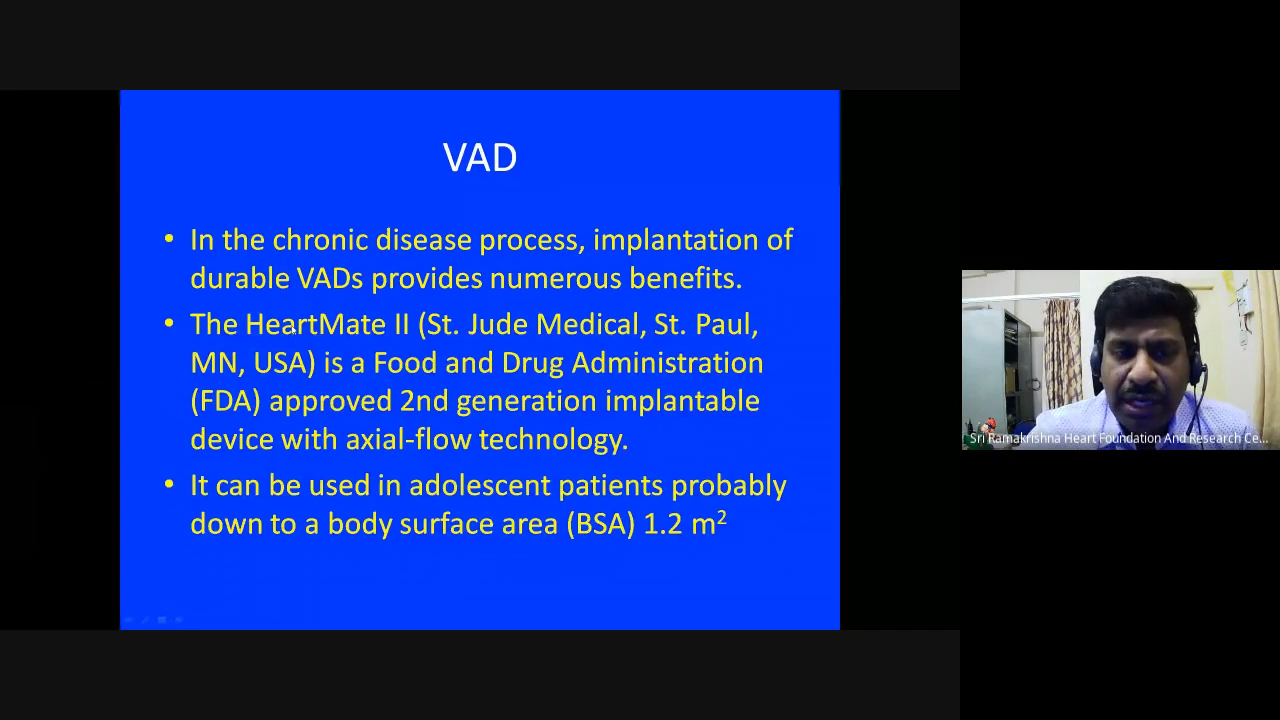 VAD
• In the chronic disease process, implantation of
durable VADs provides numerous benefits.
• The HeartMate II (St. Jude Medical, St. Paul,
MN, USA) is a Food and Drug Administration
(FDA) approved 2nd generation implantable
device with axial-flow technology.
• It can be used in adolescent patients probably
down to a body surface area (BSA) 1.2 m²
Sri Ramakrishna Heart Foundation And Research Ce...